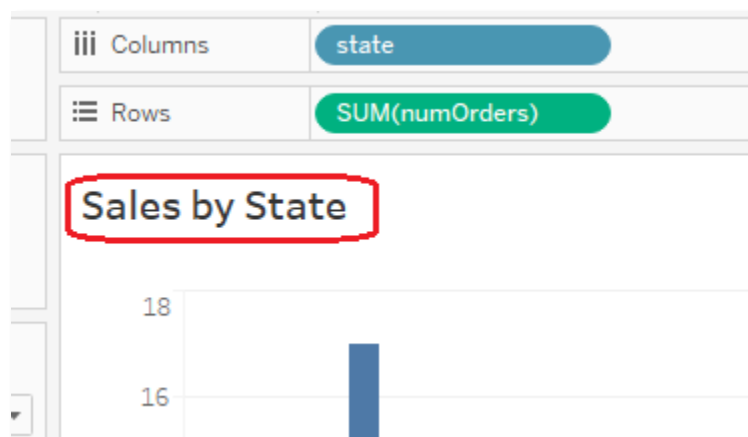 Columns
state
Rows
SUM(numOrders)
Sales by State
18
16